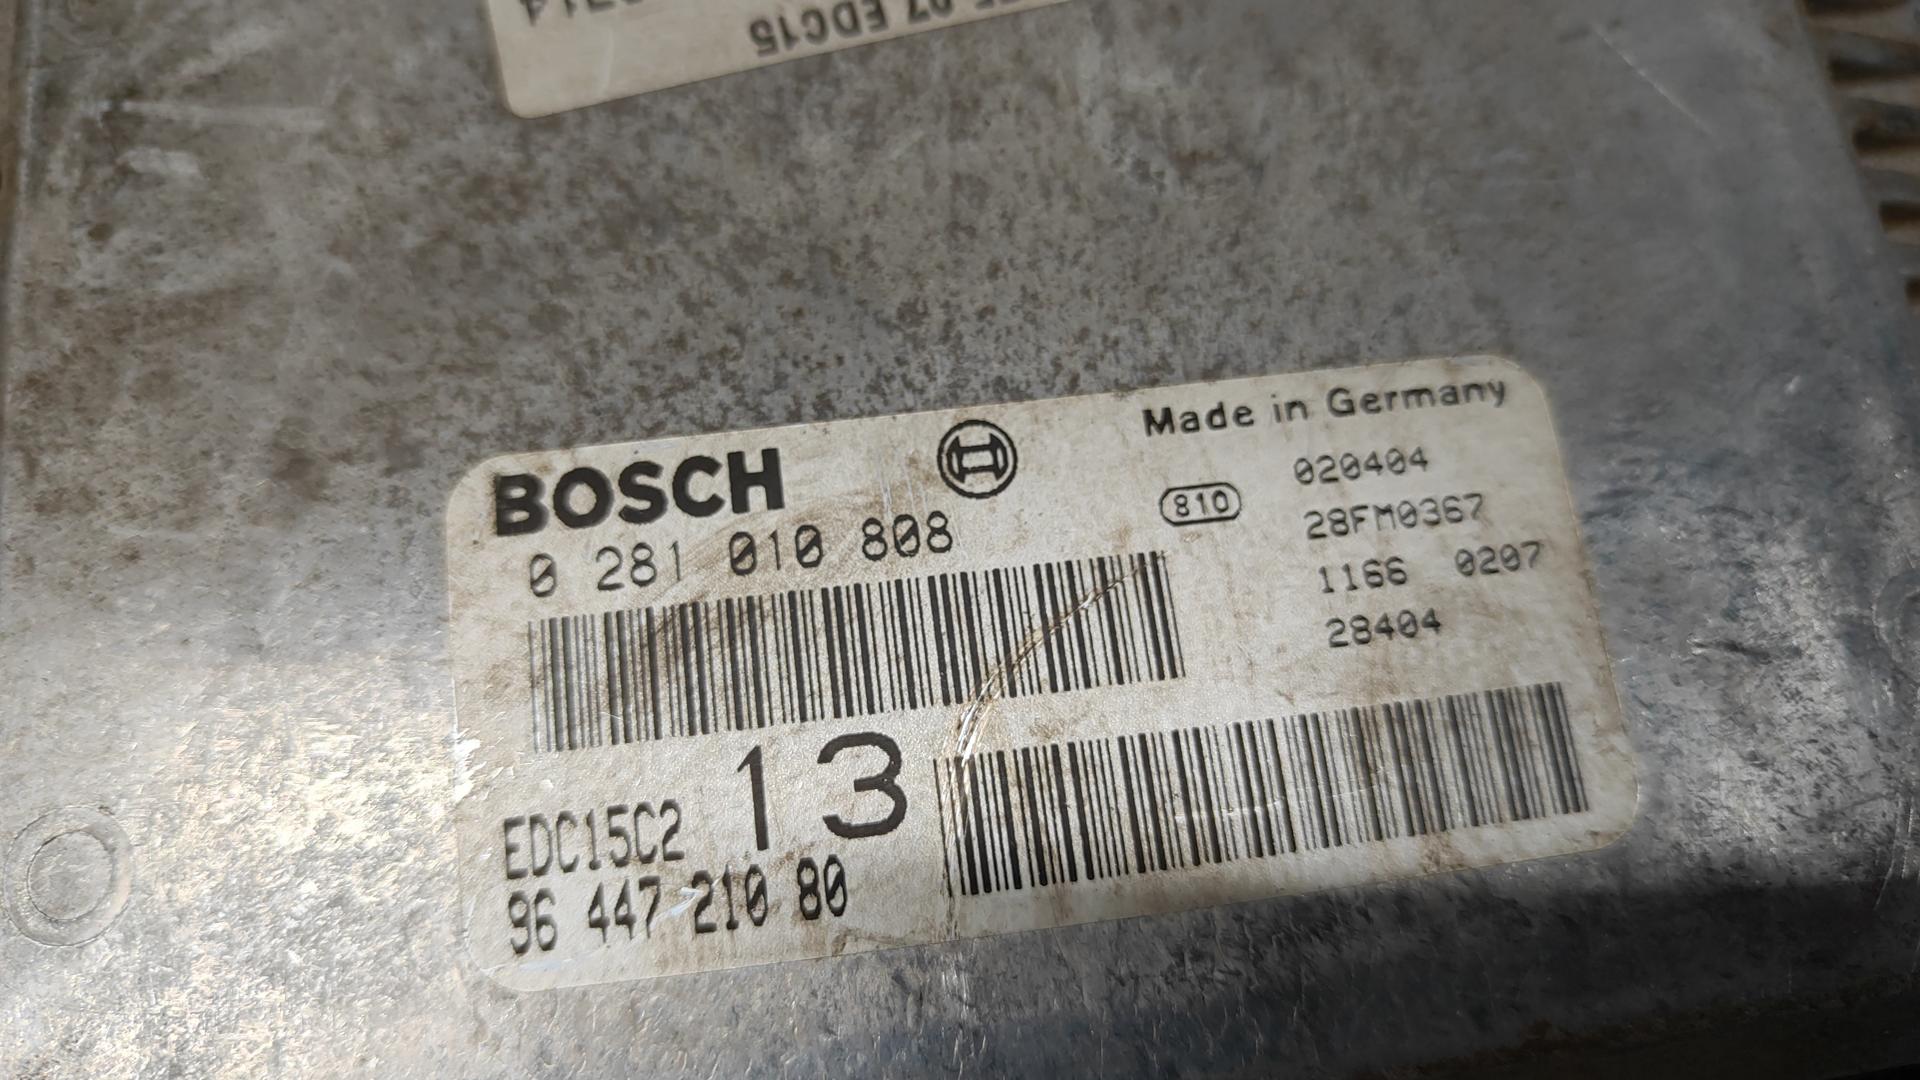 EDC15
BOSCH
0 281 010 808
Made in Germany
810
020404
28FM0367
1166 0207
28404
13
EDC15C2
96 447 210 80